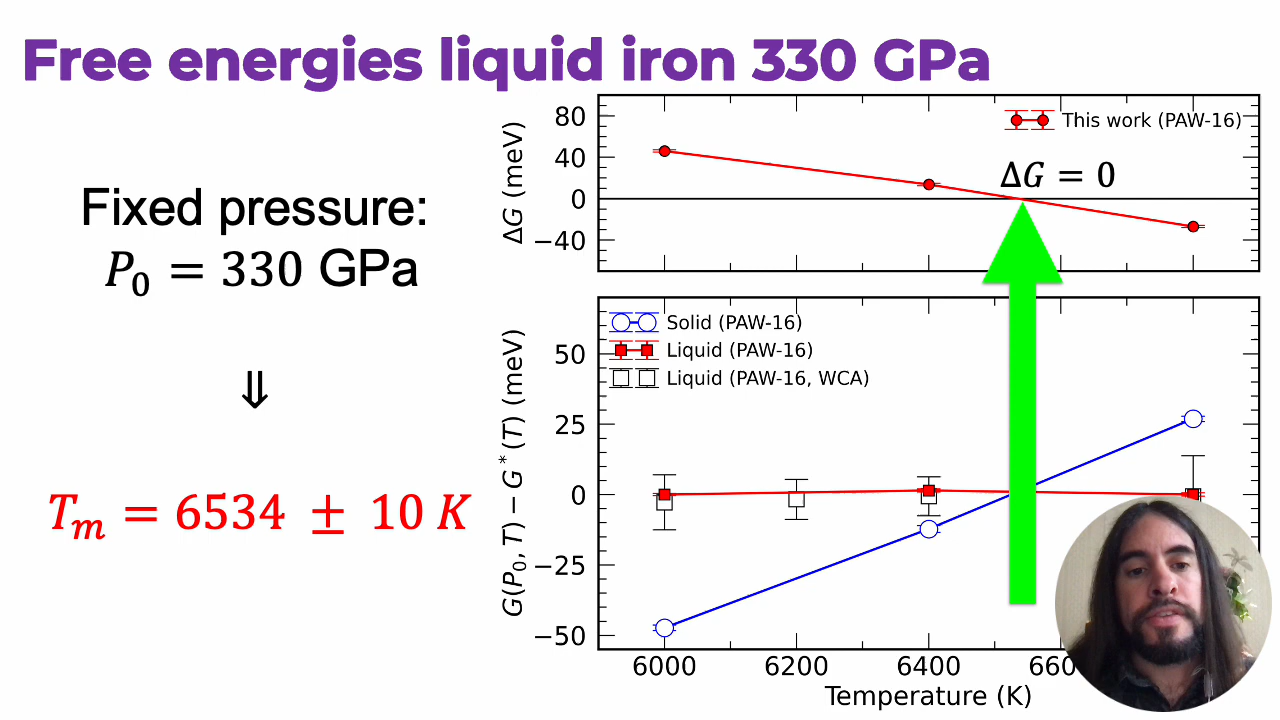 Free energies liquid iron 330 GPa
Fixed pressure:
P₀ = 330 GPa
⇓
Tₘ = 6534 ± 10 K
ΔG (meV)
80
40
0
−40
This work (PAW-16)
ΔG = 0
G(P₀, T) − G*(T) (meV)
50
25
0
−25
−50
Solid (PAW-16)
Liquid (PAW-16)
Liquid (PAW-16, WCA)
6000 6200 6400
Temperature (K)